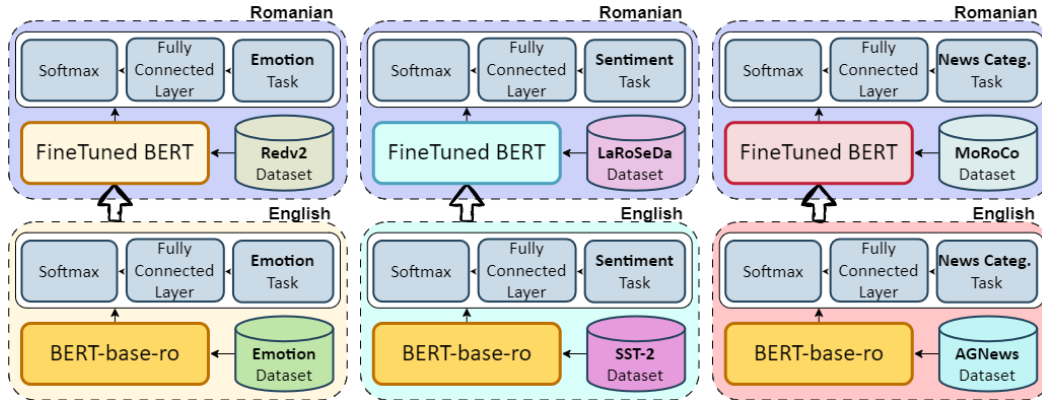 Romanian
Softmax
Fully
Connected
Layer
Emotion
Task
FineTuned BERT
Redv2
Dataset
Romanian
Softmax
Fully
Connected
Layer
Sentiment
Task
FineTuned BERT
LaRoSeDa
Dataset
Romanian
Softmax
Fully
Connected
Layer
News Categ.
Task
FineTuned BERT
MoRoCo
Dataset
English
Softmax
Fully
Connected
Layer
Emotion
Task
BERT-base-ro
Emotion
Dataset
English
Softmax
Fully
Connected
Layer
Sentiment
Task
BERT-base-ro
SST-2
Dataset
English
Softmax
Fully
Connected
Layer
News Categ.
Task
BERT-base-ro
AGNews
Dataset